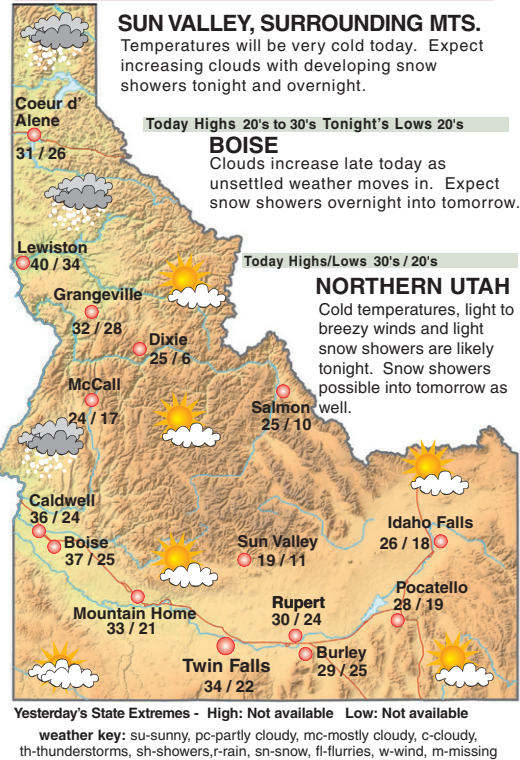 SUN VALLEY, SURROUNDING MTS.
Temperatures will be very cold today. Expect
increasing clouds with developing snow
showers tonight and overnight.
Today Highs 20's to 30's Tonight's Lows 20's
BOISE
Clouds increase late today as
unsettled weather moves in. Expect
snow showers overnight into tomorrow.
Today Highs/Lows 30's / 20's
NORTHERN UTAH
Cold temperatures, light to
breezy winds and light
snow showers are likely
tonight. Snow showers
possible into tomorrow as
well.
Coeur d'
Alene
31 / 26
Lewiston
40 / 34
Grangeville
32 / 28
Dixie
25 / 6
McCall
24 / 17
Salmon
25 / 10
Caldwell
36 / 24
Boise
37 / 25
Sun Valley
19 / 11
Idaho Falls
26 / 18
Mountain Home
33 / 21
Rupert
30 / 24
Pocatello
28 / 19
Burley
29 / 25
Twin Falls
34 / 22
Yesterday's State Extremes - High: Not available Low: Not available
weather key: su-sunny, pc-partly cloudy, mc-mostly cloudy, c-cloudy,
th-thunderstorms, sh-showers,r-rain, sn-snow, fl-flurries, w-wind, m-missing